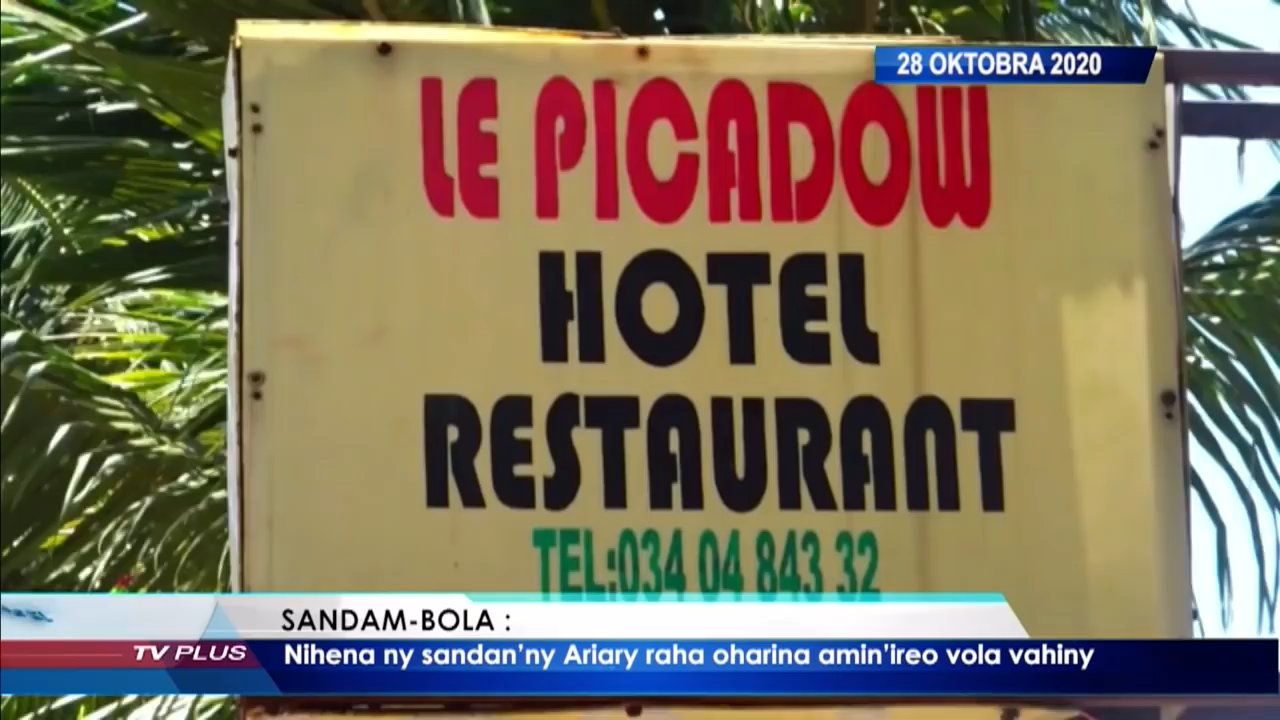 28 OKTOBRA 2020
LE PICADOW
HOTEL
RESTAURANT
TEL:034 04 843 32
SANDAM-BOLA :
TV PLUS
Nihena ny sandan'ny Ariary raha oharina amin'ireo vola vahiny